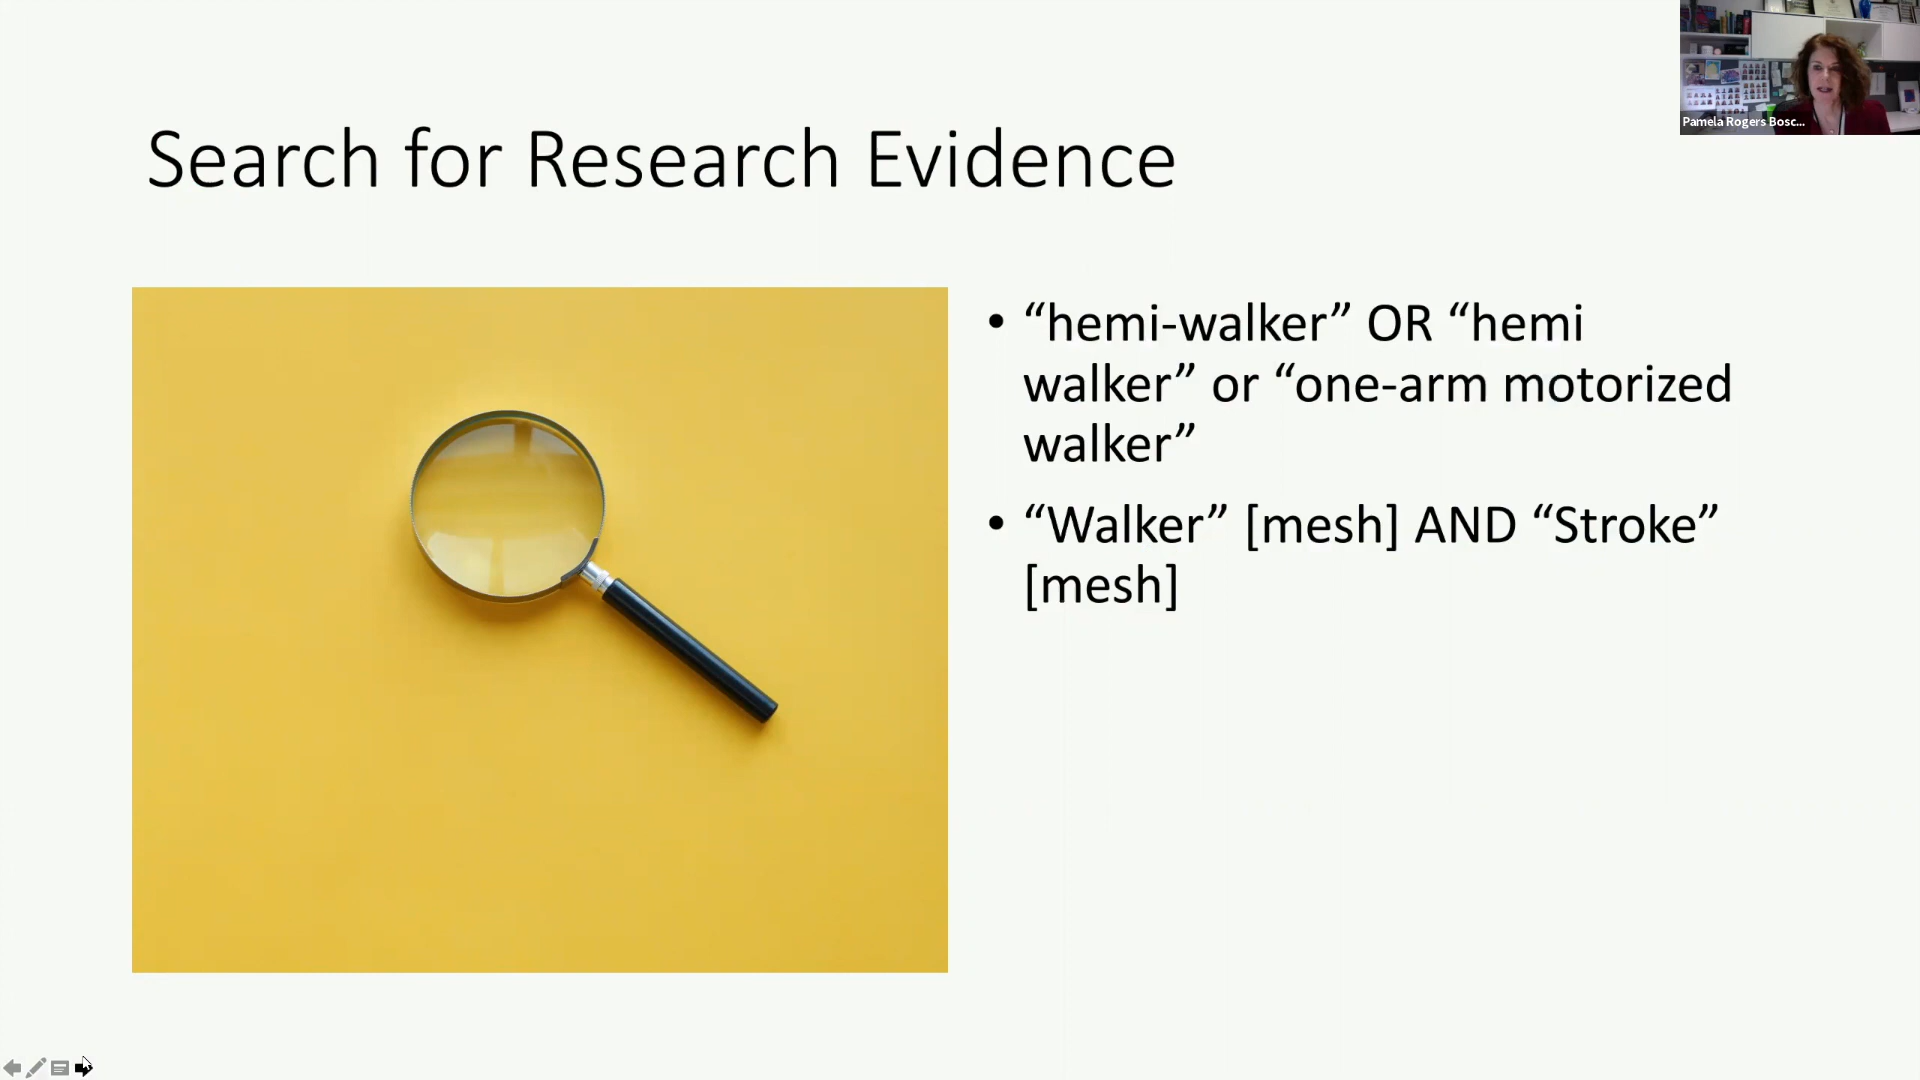 Pamela Rogers Bosc...
Search for Research Evidence
• “hemi-walker” OR “hemi
walker” or “one-arm motorized
walker”
• “Walker” [mesh] AND “Stroke”
[mesh]